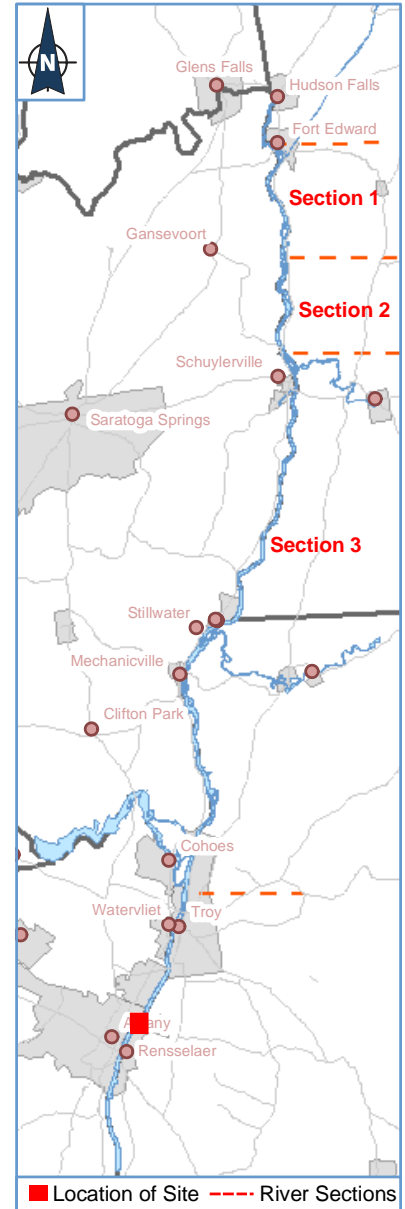 N
Glens Falls
Hudson Falls
Fort Edward
Section 1
Gansevoort
Section 2
Schuylerville
Saratoga Springs
Section 3
Stillwater
Mechanicville
Clifton Park
Cohoes
Watervliet
Troy
Rensselaer
Location of Site
River Sections